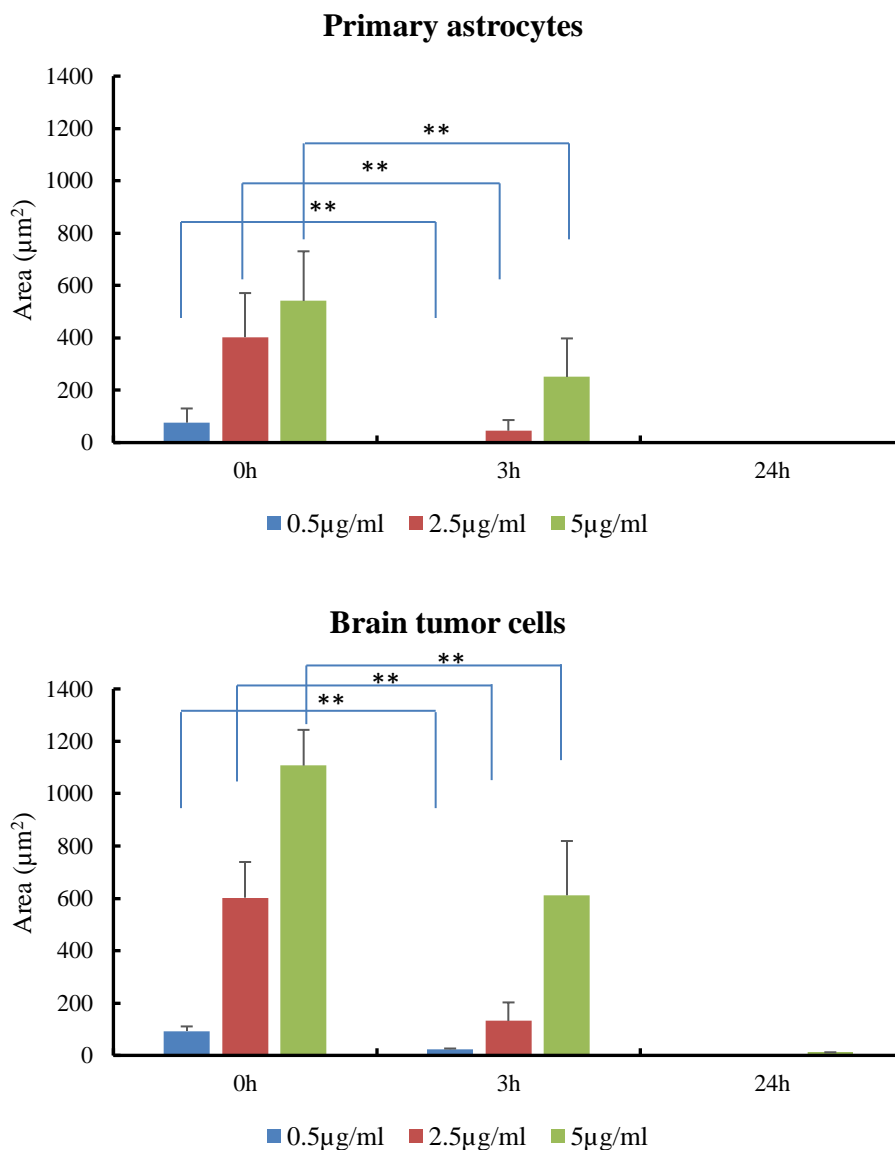 Primary astrocytes
1400
1200
1000
800
600
400
200
0
Area (µm²)
**
**
**
0h 3h 24h
0.5µg/ml 2.5µg/ml 5µg/ml
Brain tumor cells
1400
1200
1000
800
600
400
200
0
Area (µm²)
**
**
**
0h 3h 24h
0.5µg/ml 2.5µg/ml 5µg/ml